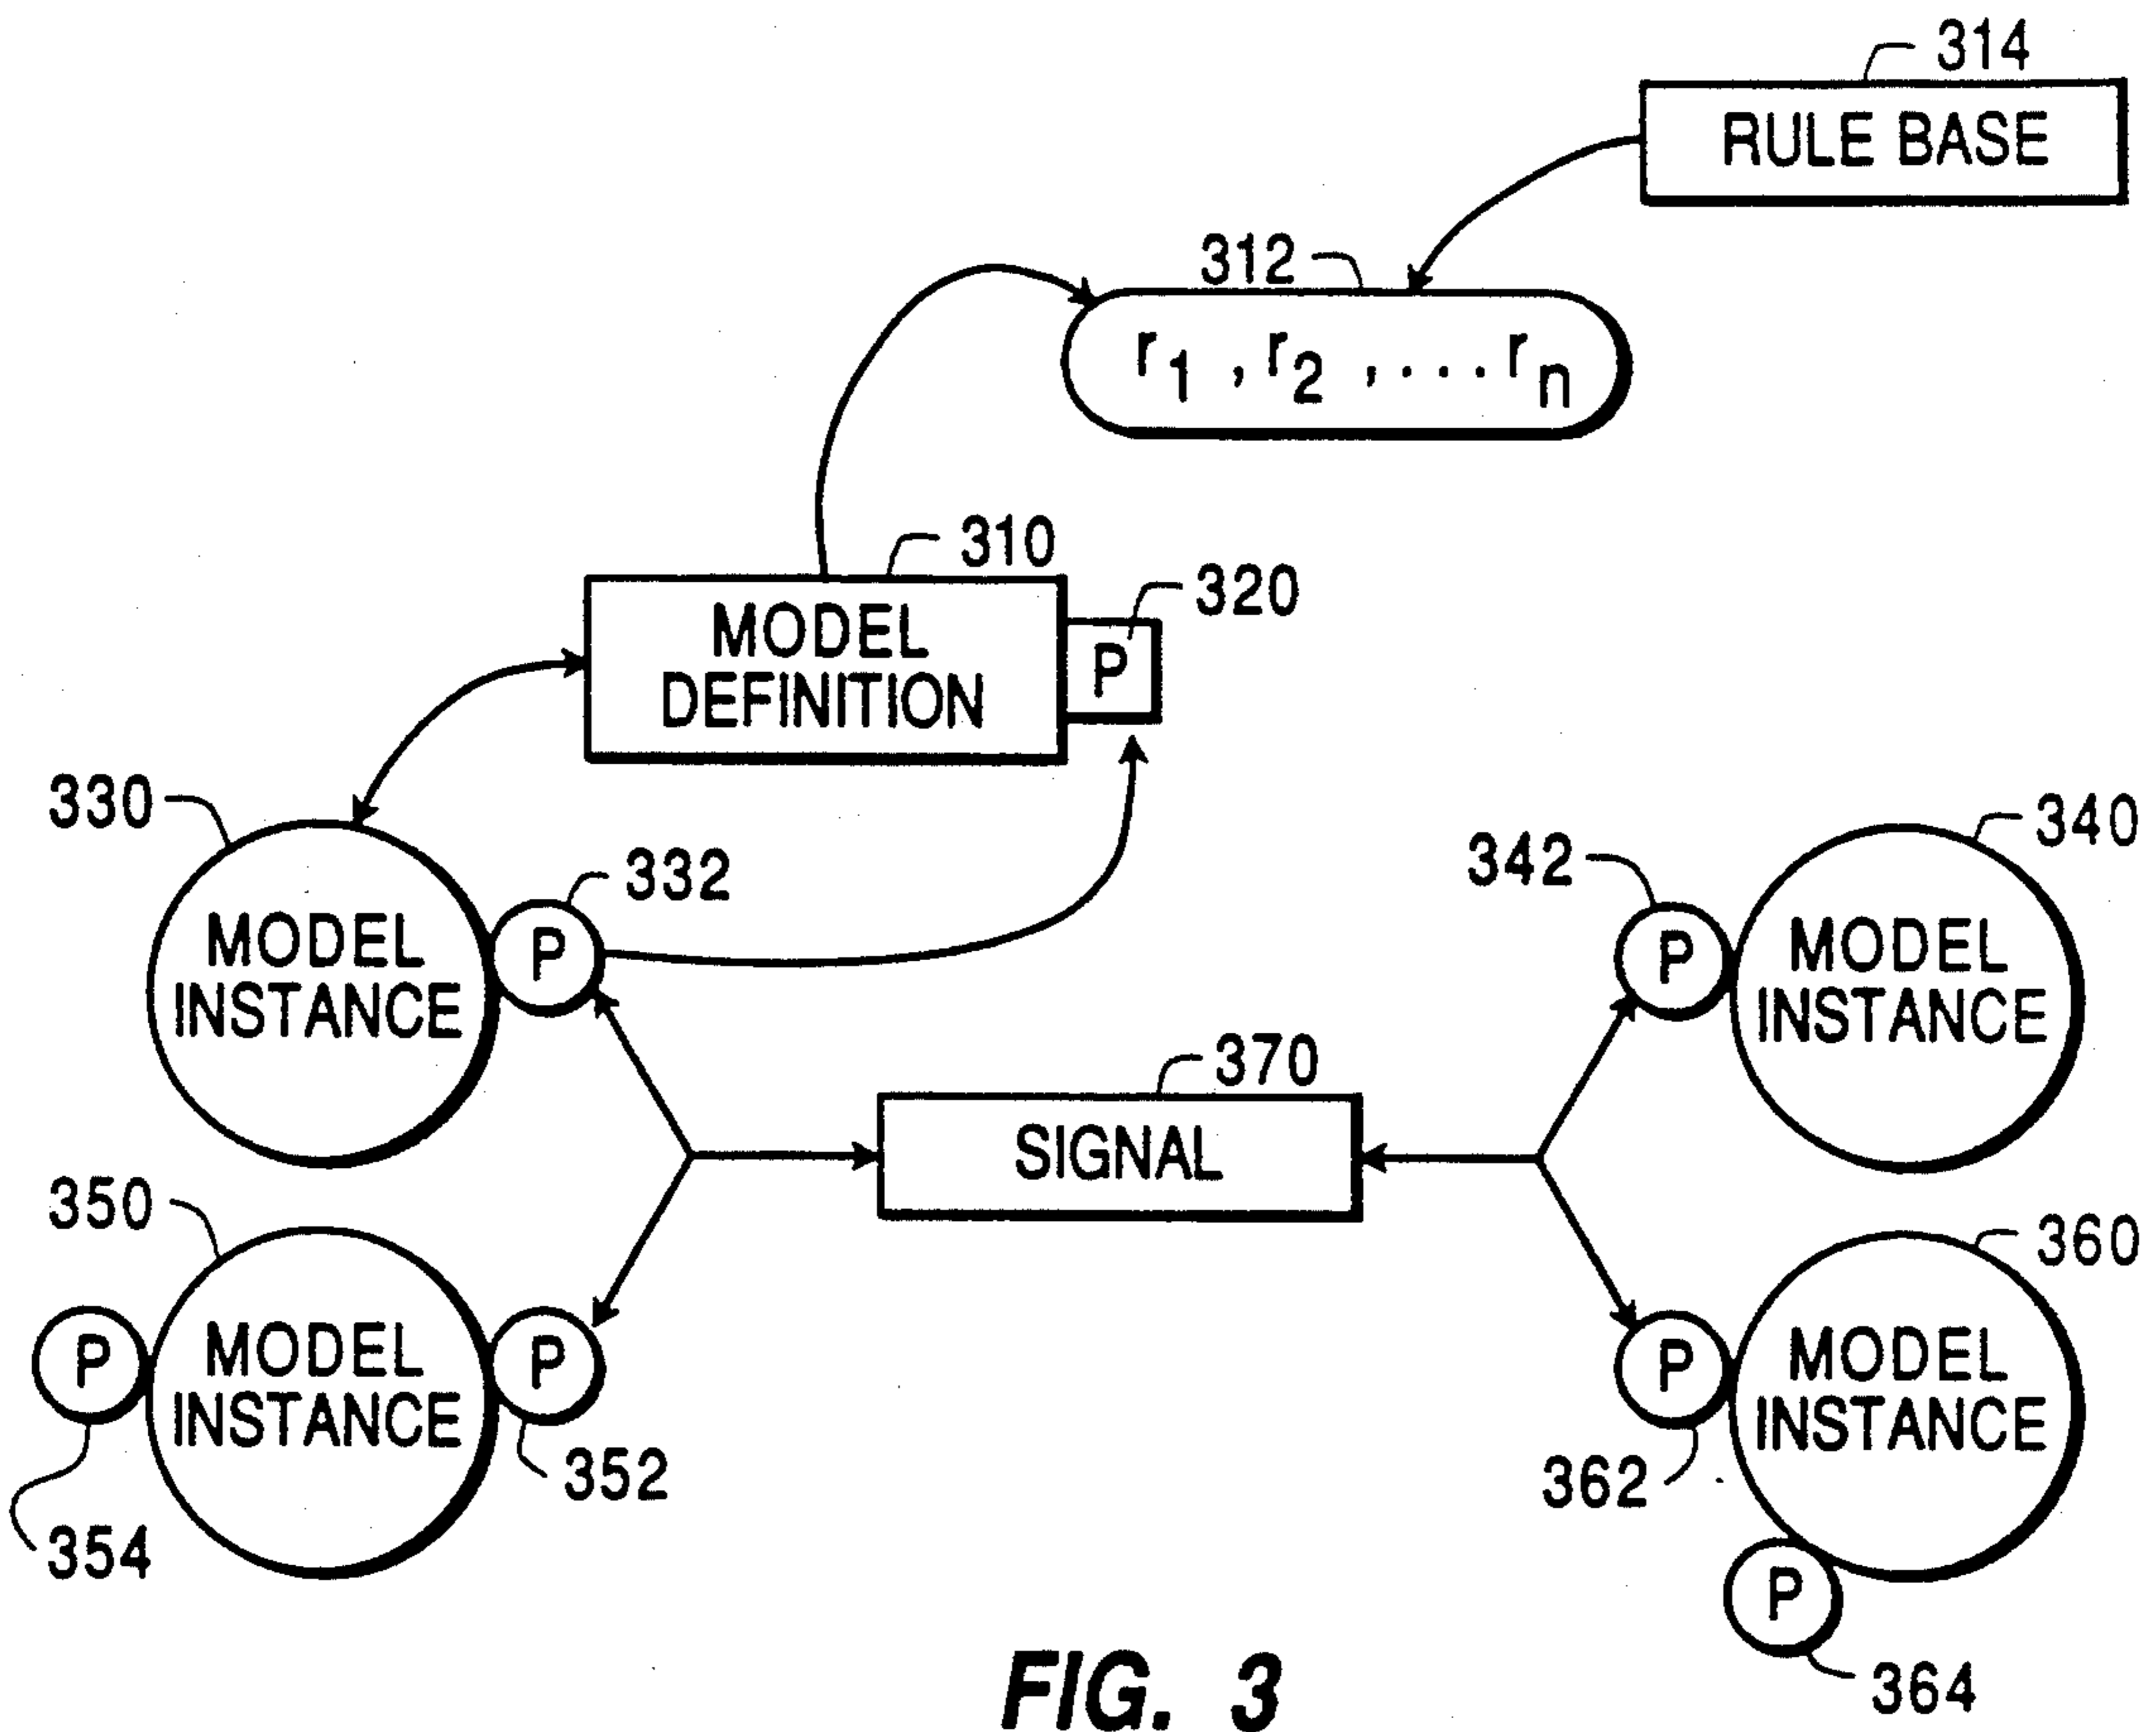 314
RULE BASE
312
r1 , r2 , . . . . rn
310
320
MODEL
DEFINITION
P
330
332
342
340
MODEL
INSTANCE
P
P
MODEL
INSTANCE
370
SIGNAL
350
360
P
MODEL
INSTANCE
P
P
MODEL
INSTANCE
352
362
354
P
364
FIG. 3